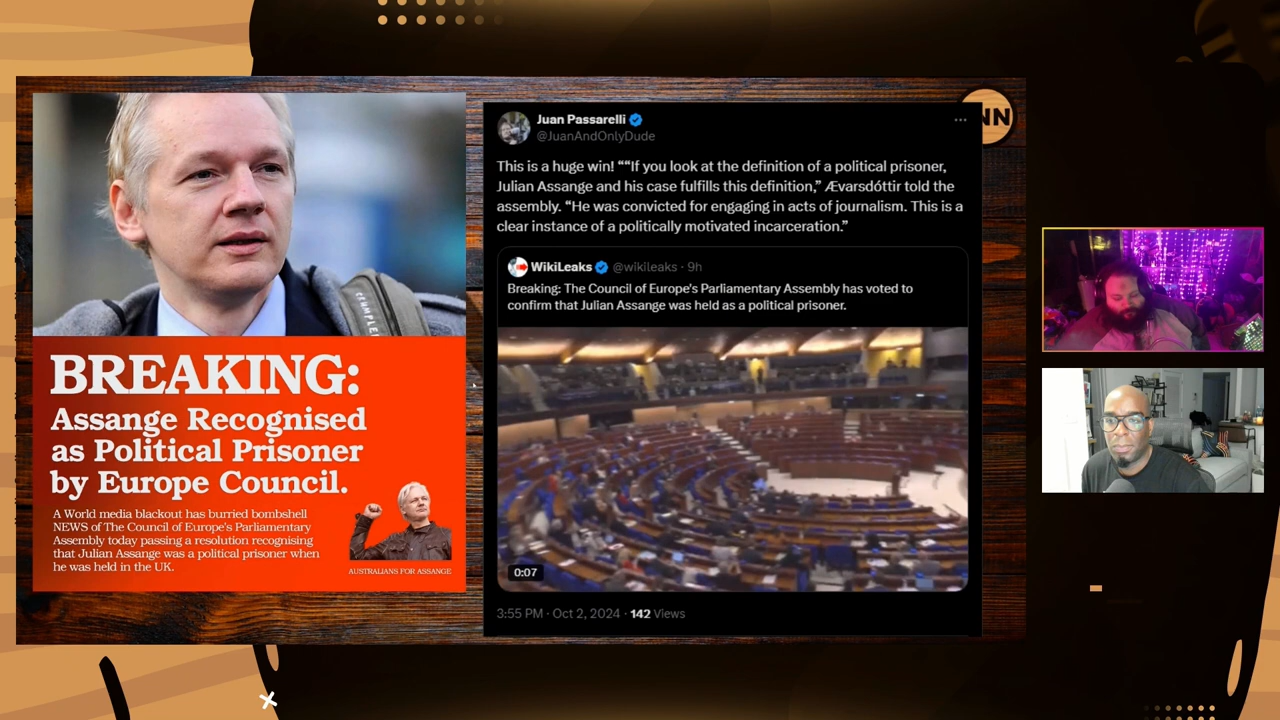 BREAKING:
Assange Recognised
as Political Prisoner
by Europe Council.
A World media blackout has burried bombshell
NEWS of The Council of Europe's Parliamentary
Assembly today passing a resolution recognising
that Julian Assange was a political prisoner when
he was held in the UK.
AUSTRALIANS FOR ASSANGE
Juan Passarelli
@JuanAndOnlyDude
This is a huge win! ““If you look at the definition of a political prisoner,
Julian Assange and his case fulfills this definition,” Ævarsdóttir told the
assembly. “He was convicted for engaging in acts of journalism. This is a
clear instance of a politically motivated incarceration.”
WikiLeaks @wikileaks · 9h
Breaking: The Council of Europe's Parliamentary Assembly has voted to
confirm that Julian Assange was held as a political prisoner.
0:07
3:55 PM · Oct 2, 2024 · 142 Views
NN